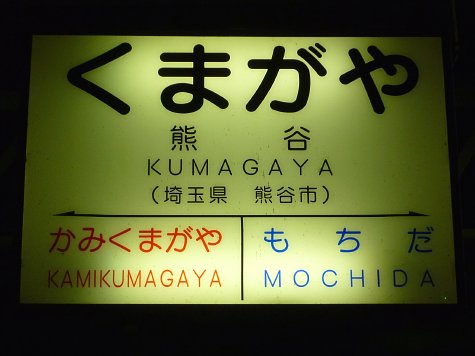 くまがや
熊 谷
KUMAGAYA
(埼玉県 熊谷市)
かみくまがや もちだ
KAMIKUMAGAYA MOCHIDA